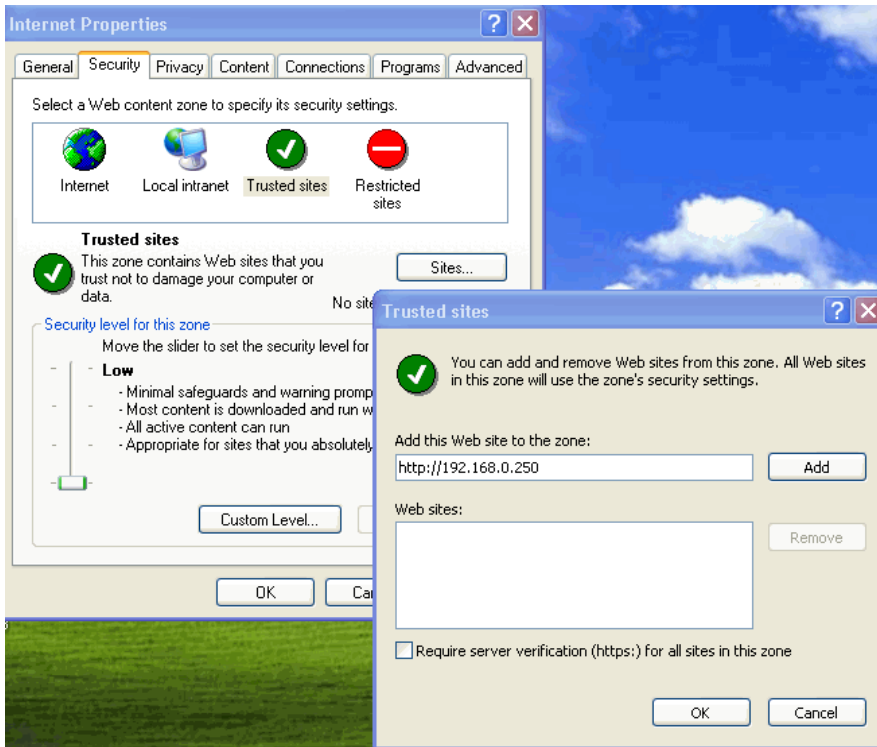 Internet Properties
General Security Privacy Content Connections Programs Advanced
Select a Web content zone to specify its security settings.
Internet Local intranet Trusted sites Restricted
sites
Trusted sites
This zone contains Web sites that you
trust not to damage your computer or
data.
Sites...
No site
Security level for this zone
Move the slider to set the security level for
Low
- Minimal safeguards and warning promp
- Most content is downloaded and run w
- All active content can run
- Appropriate for sites that you absolutely
Custom Level...
OK Ca
Trusted sites
You can add and remove Web sites from this zone. All Web sites
in this zone will use the zone's security settings.
Add this Web site to the zone:
http://192.168.0.250 Add
Web sites:
Remove
Require server verification (https:) for all sites in this zone
OK Cancel